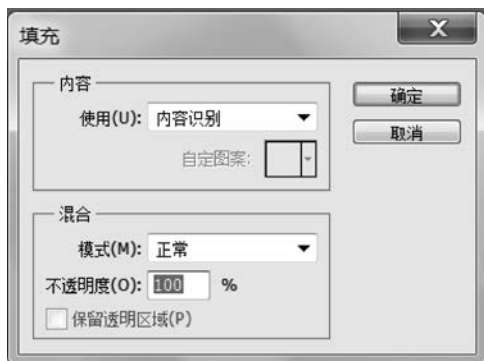 填充
X
内容
使用(U): 内容识别
自定图案:
确定
取消
混合
模式(M): 正常
不透明度(O): 100 %
保留透明区域(P)